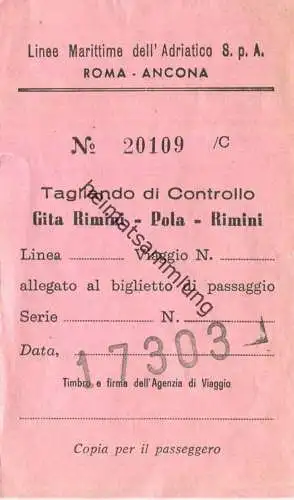 Linee Marittime dell'Adriatico S. p. A.
ROMA - ANCONA
№ 20109 /C
Tagliando di Controllo
Gita Rimini - Pola - Rimini
Linea Viaggio N.
allegato al biglietto di passaggio
Serie N.
Data,
17303
Timbro e firma dell'Agenzia di Viaggio
Copia per il passeggero
heimatsammlung.de